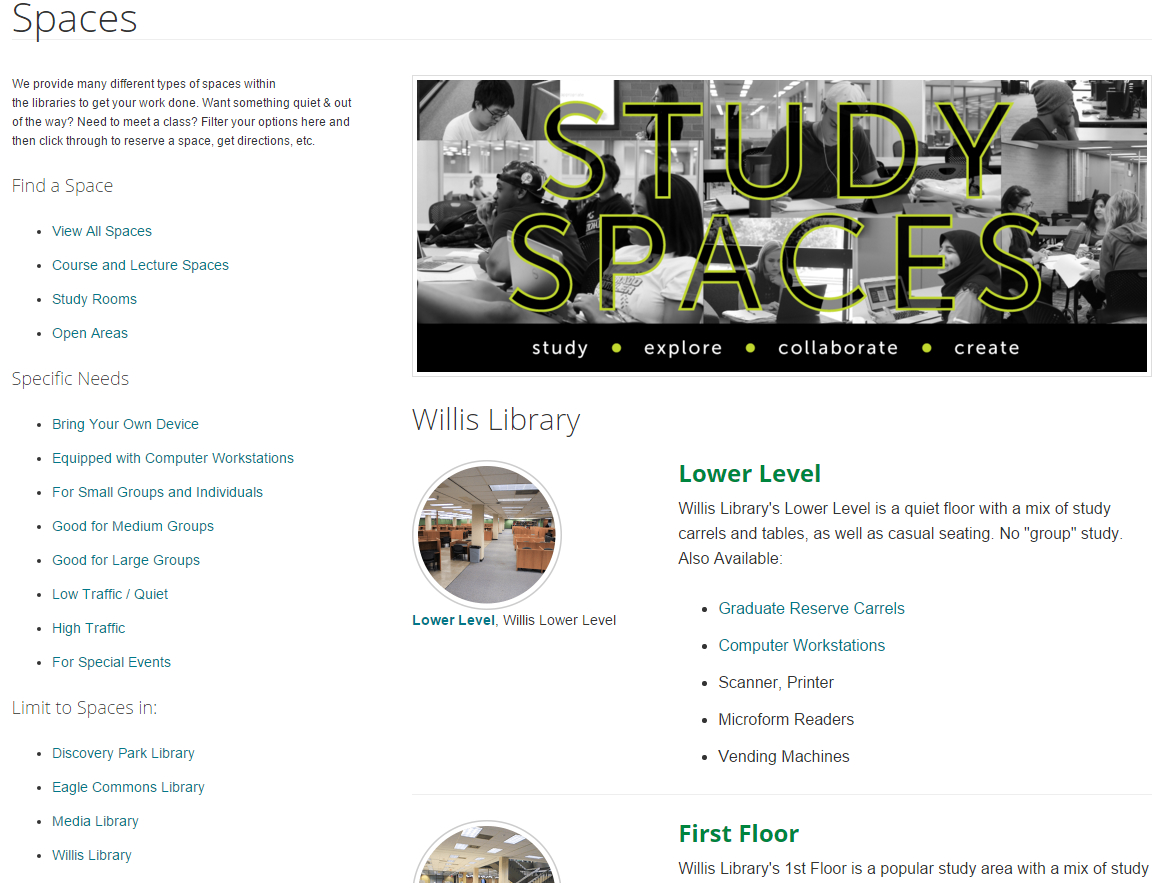 Spaces
We provide many different types of spaces within
the libraries to get your work done. Want something quiet & out
of the way? Need to meet a class? Filter your options here and
then click through to reserve a space, get directions, etc.
Find a Space
View All Spaces
Course and Lecture Spaces
Study Rooms
Open Areas
Specific Needs
Bring Your Own Device
Equipped with Computer Workstations
For Small Groups and Individuals
Good for Medium Groups
Good for Large Groups
Low Traffic / Quiet
High Traffic
For Special Events
Limit to Spaces in:
Discovery Park Library
Eagle Commons Library
Media Library
Willis Library
STUDY
SPACES
study • explore • collaborate • create
Willis Library
Lower Level, Willis Lower Level
Lower Level
Willis Library's Lower Level is a quiet floor with a mix of study
carrels and tables, as well as casual seating. No "group" study.
Also Available:
Graduate Reserve Carrels
Computer Workstations
Scanner, Printer
Microform Readers
Vending Machines
First Floor
Willis Library's 1st Floor is a popular study area with a mix of study